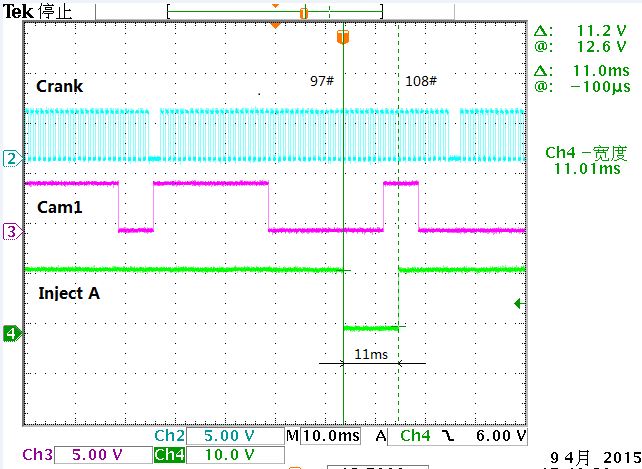 Tek 停止
T
Δ: 11.2 V
@: 12.6 V
Δ: 11.0ms
@: -100µs
T
97# 108#
Crank
2
Ch4 -宽度
11.01ms
Cam1
3
Inject A
4
11ms
Ch2 5.00 V M 10.0ms A Ch4 6.00 V
Ch3 5.00 V Ch4 10.0 V
9 4月 2015